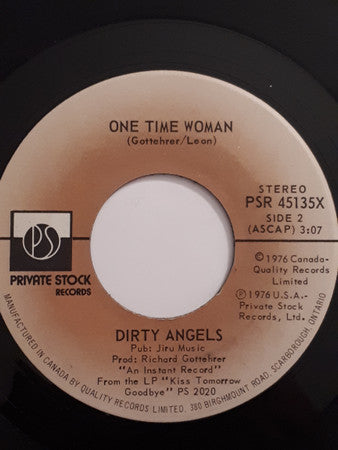 ONE TIME WOMAN
(Gottehrer/Leon)
STEREO
PSR 45135X
SIDE 2
(ASCAP) 3:07
PS
PRIVATE STOCK
RECORDS
©1976 Canada-
Quality Records
Limited
℗1976 U.S.A.-
Private Stock
Records, Ltd.
DIRTY ANGELS
Pub: Jiru Music
Prod: Richard Gottehrer
"An Instant Record"
From the LP "Kiss Tomorrow
Goodbye" PS 2020
MANUFACTURED IN CANADA BY QUALITY RECORDS LIMITED, 380 BIRCHMOUNT ROAD, SCARBOROUGH, ONTARIO